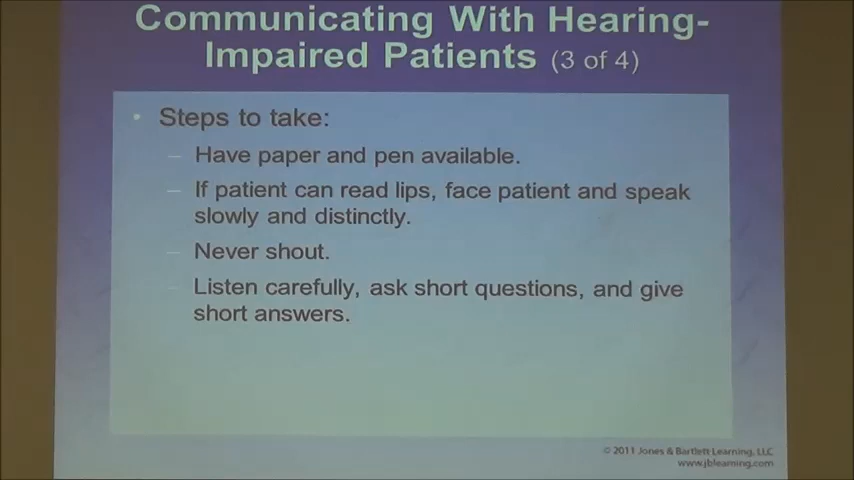 Communicating With Hearing-
Impaired Patients (3 of 4)
• Steps to take:
– Have paper and pen available.
– If patient can read lips, face patient and speak
slowly and distinctly.
– Never shout.
– Listen carefully, ask short questions, and give
short answers.
© 2011 Jones & Bartlett Learning, LLC
www.jblearning.com